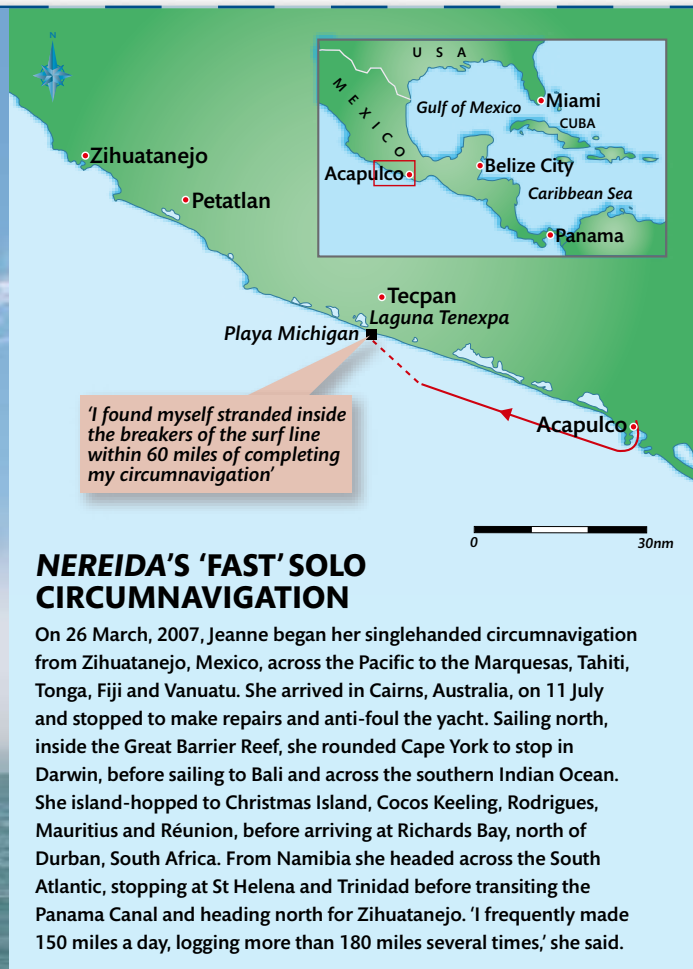 N
U S A
MEXICO
Gulf of Mexico
Miami
CUBA
Acapulco
Belize City
Caribbean Sea
Panama
Zihuatanejo
Petatlan
Tecpan
Laguna Tenexpa
Playa Michigan
Acapulco
'I found myself stranded inside
the breakers of the surf line
within 60 miles of completing
my circumnavigation'
0 30nm
NEREIDA'S 'FAST' SOLO
CIRCUMNAVIGATION
On 26 March, 2007, Jeanne began her singlehanded circumnavigation
from Zihuatanejo, Mexico, across the Pacific to the Marquesas, Tahiti,
Tonga, Fiji and Vanuatu. She arrived in Cairns, Australia, on 11 July
and stopped to make repairs and anti-foul the yacht. Sailing north,
inside the Great Barrier Reef, she rounded Cape York to stop in
Darwin, before sailing to Bali and across the southern Indian Ocean.
She island-hopped to Christmas Island, Cocos Keeling, Rodrigues,
Mauritius and Réunion, before arriving at Richards Bay, north of
Durban, South Africa. From Namibia she headed across the South
Atlantic, stopping at St Helena and Trinidad before transiting the
Panama Canal and heading north for Zihuatanejo. 'I frequently made
150 miles a day, logging more than 180 miles several times,' she said.